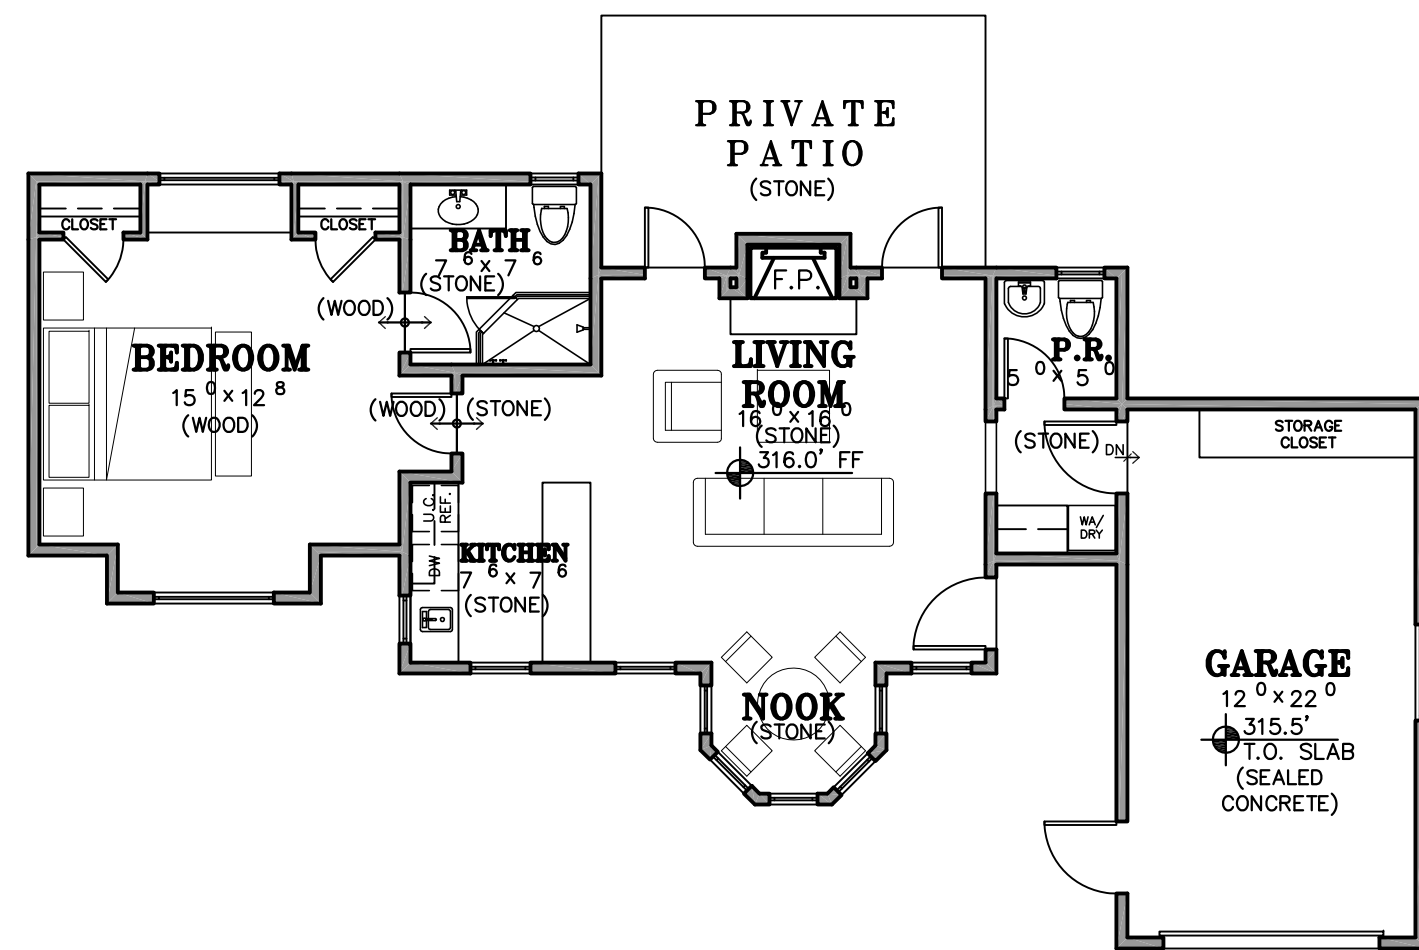 PRIVATE
PATIO
(STONE)
CLOSET
CLOSET
BATH
7 6 x 7 6
(STONE)
F.P.
(WOOD)
BEDROOM
15 0 x 12 8
(WOOD)
(WOOD)
(STONE)
LIVING
ROOM
16 0 x 16 0
(STONE)
316.0' FF
P.R.
5 0 x 5 0
(STONE)
DN
STORAGE
CLOSET
U.C.
REF.
DW
KITCHEN
7 6 x 7 6
(STONE)
WA/
DRY
NOOK
(STONE)
GARAGE
12 0 x 22 0
315.5'
T.O. SLAB
(SEALED
CONCRETE)